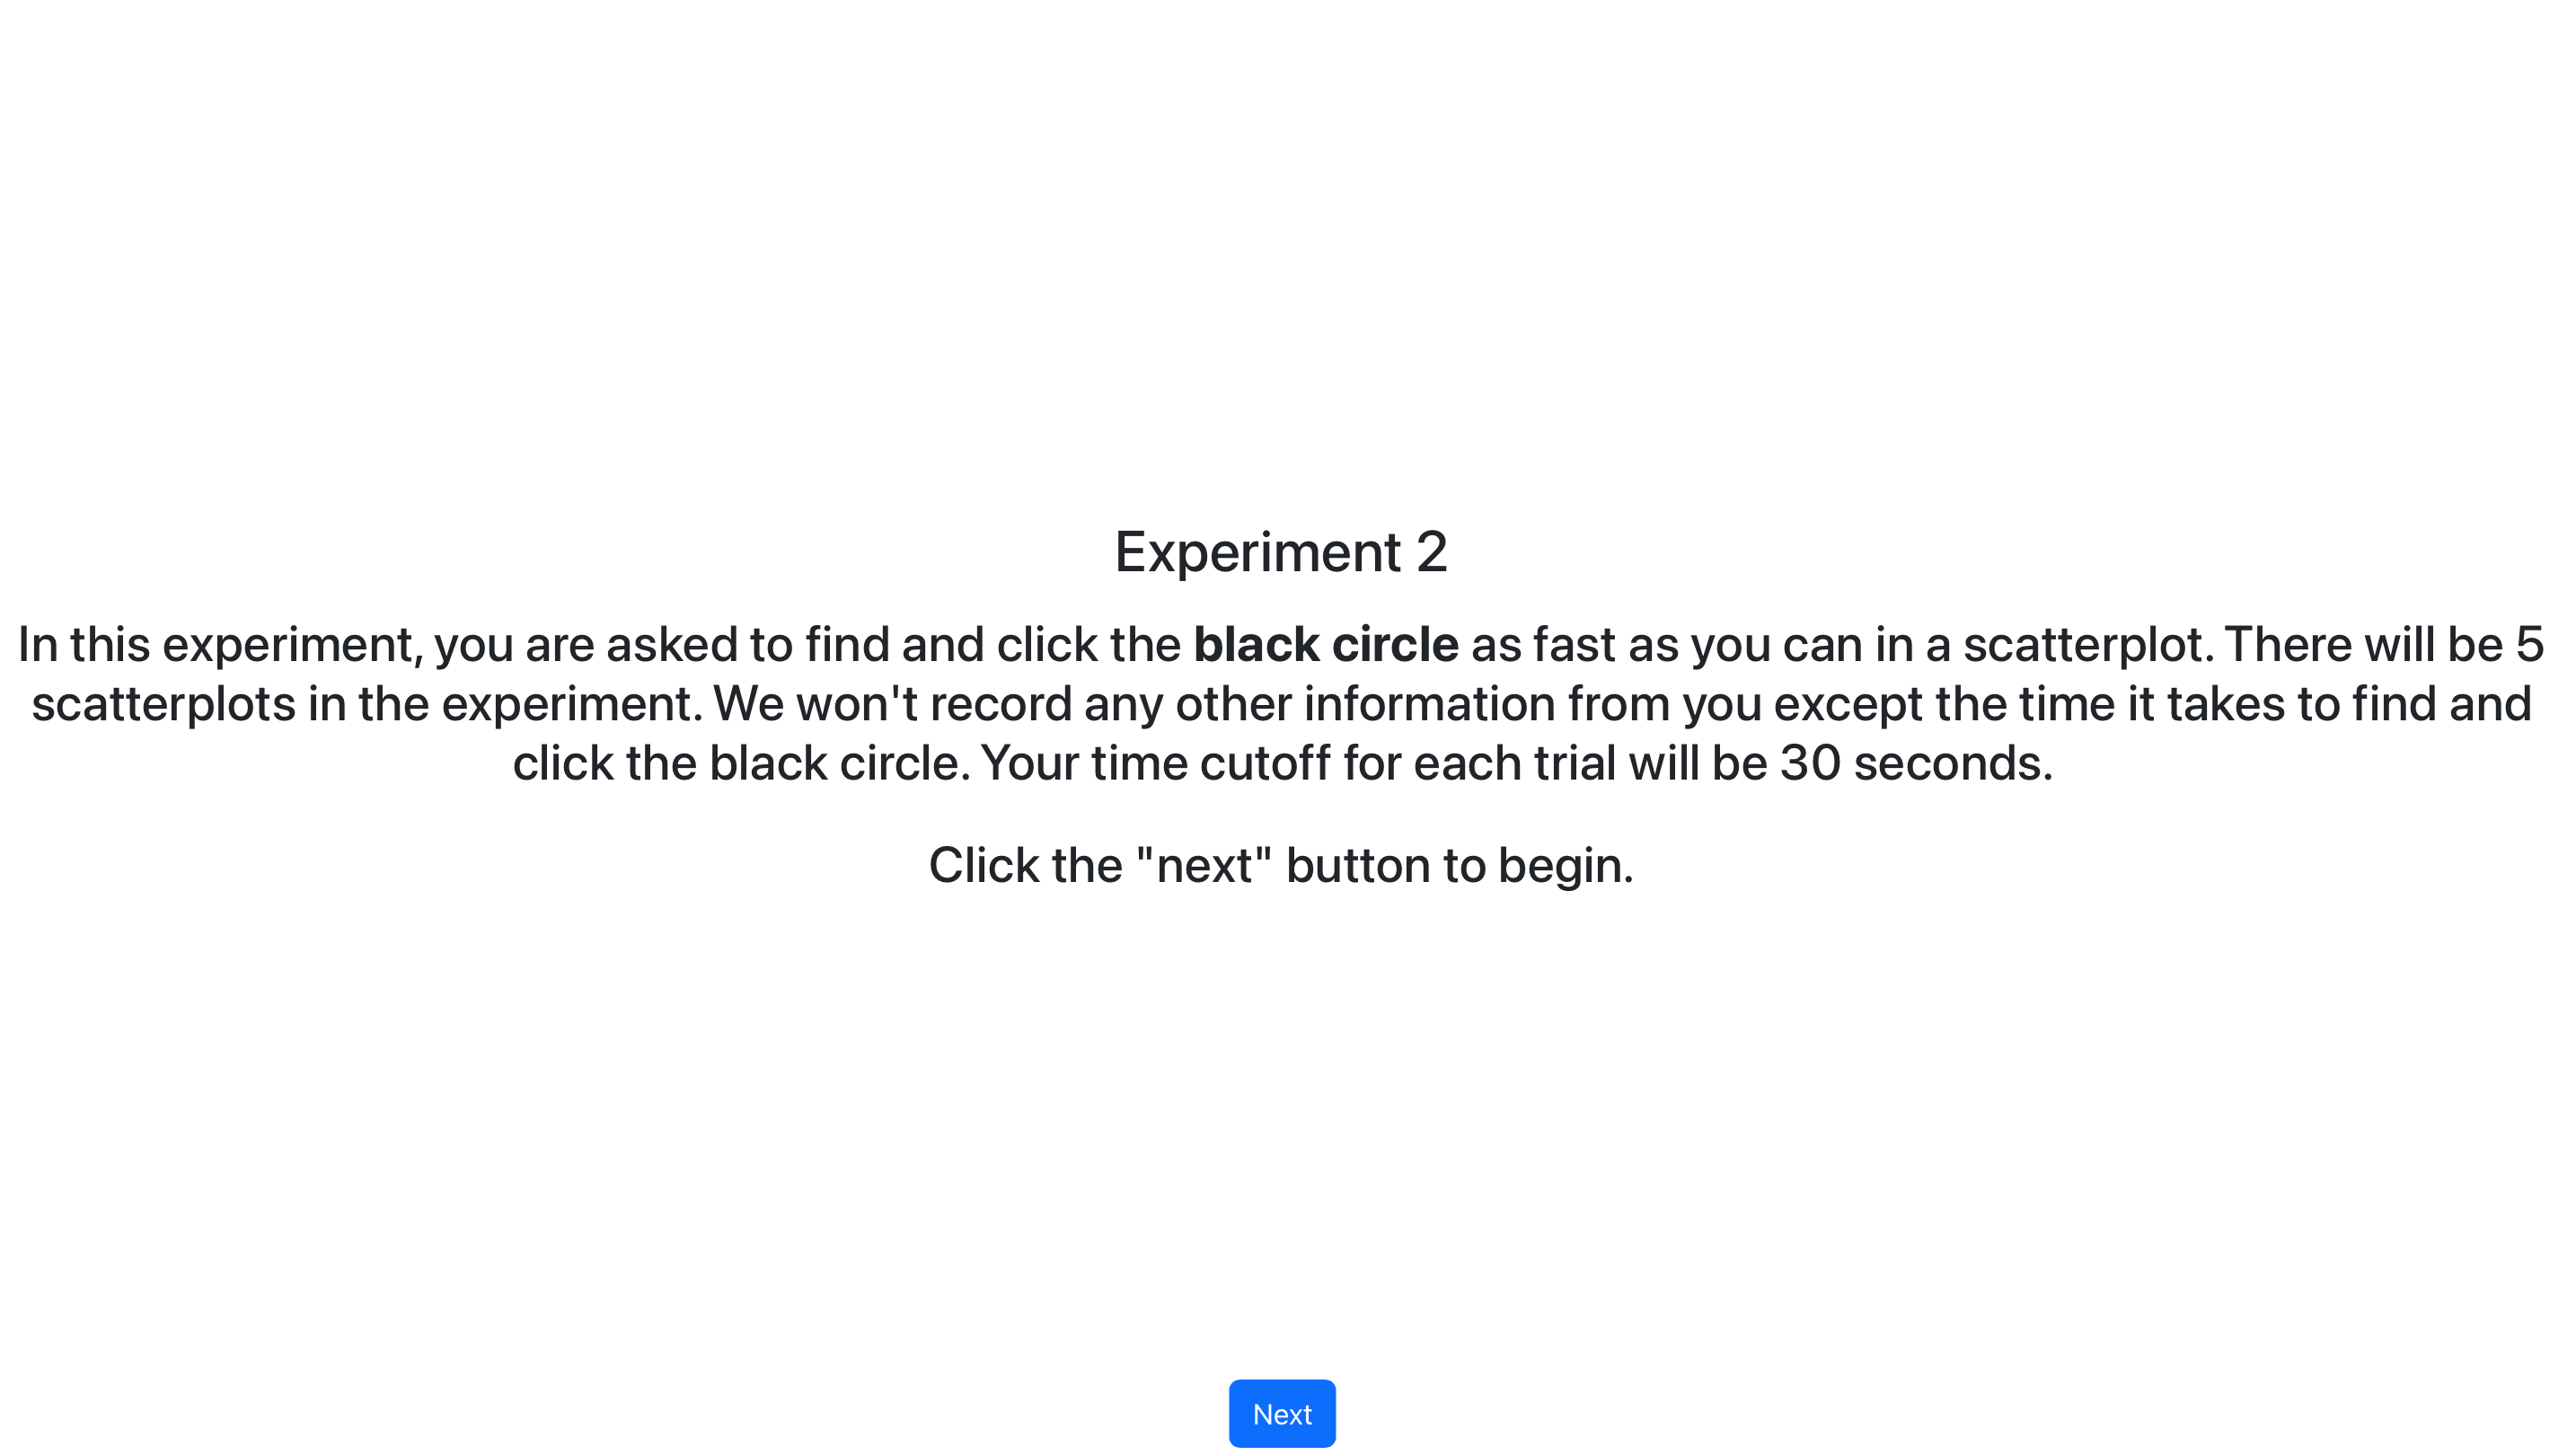 Experiment 2
In this experiment, you are asked to find and click the black circle as fast as you can in a scatterplot. There will be 5
scatterplots in the experiment. We won't record any other information from you except the time it takes to find and
click the black circle. Your time cutoff for each trial will be 30 seconds.
Click the "next" button to begin.
Next